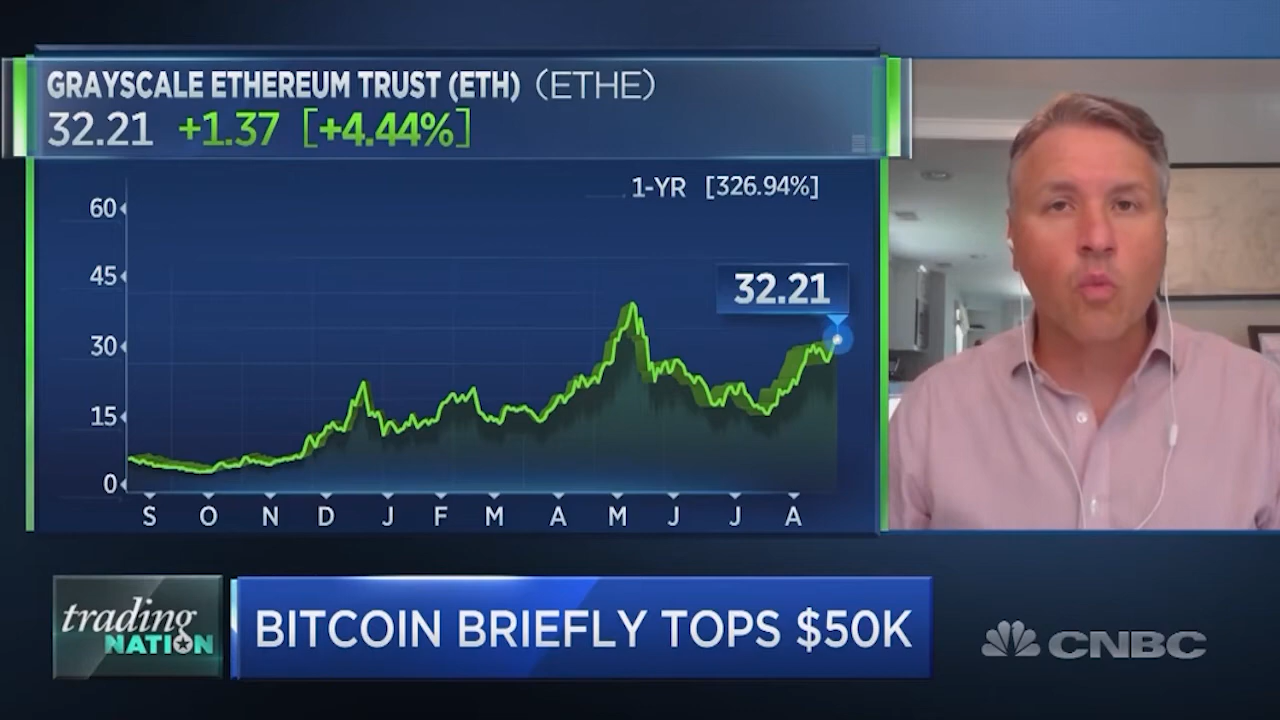 GRAYSCALE ETHEREUM TRUST (ETH) (ETHE)
32.21 +1.37 [+4.44%]
1-YR [326.94%]
60
45
30
15
0
32.21
S O N D J F M A M J J A
trading
NATION
BITCOIN BRIEFLY TOPS $50K
CNBC